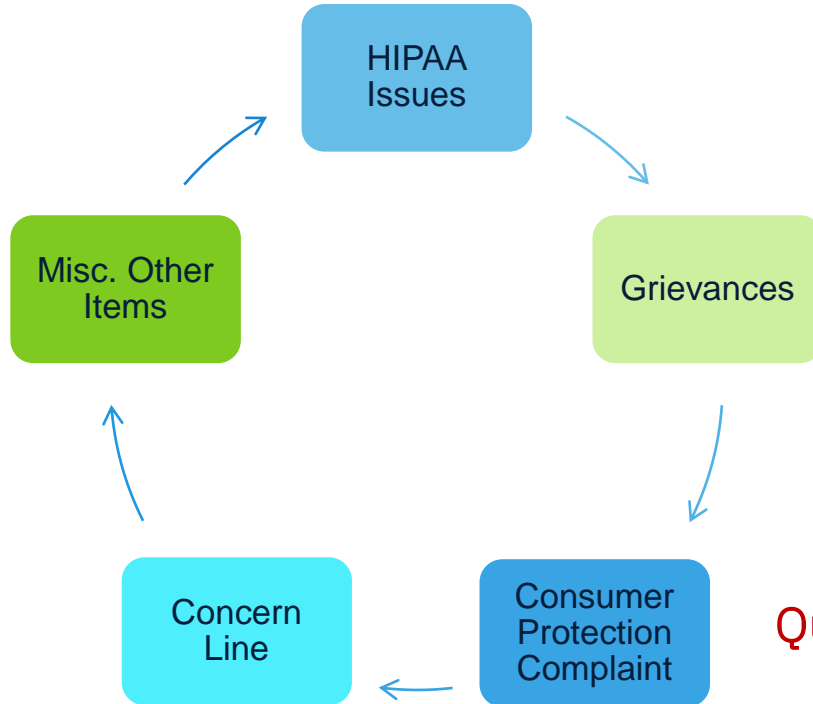 HIPAA
Issues
Misc. Other
Items
Grievances
Concern
Line
Consumer
Protection
Complaint